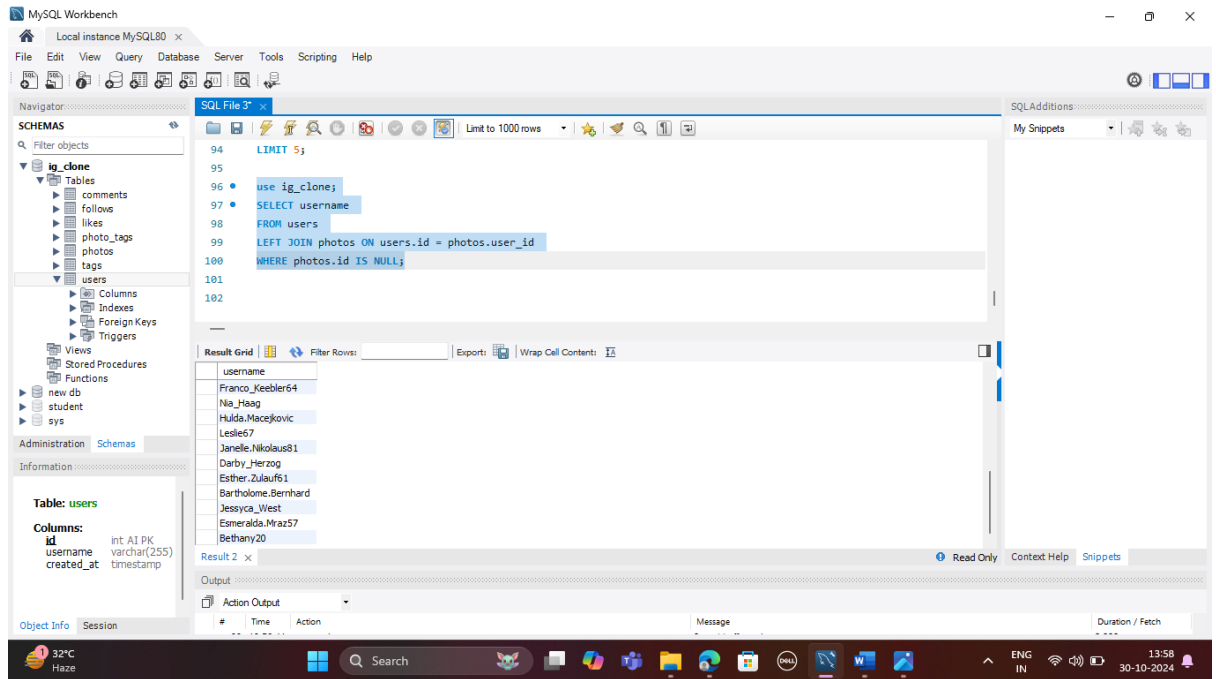 MySQL Workbench
Local instance MySQL80 ×
File Edit View Query Database Server Tools Scripting Help
Navigator
SCHEMAS
Filter objects
ig_clone
Tables
comments
follows
likes
photo_tags
photos
tags
users
Columns
Indexes
Foreign Keys
Triggers
Views
Stored Procedures
Functions
new db
student
sys
Administration Schemas
Information
Table: users
Columns:
id int AI PK
username varchar(255)
created_at timestamp
Object Info Session
SQL File 3* ×
Limit to 1000 rows
94 LIMIT 5;
95
96 use ig_clone;
97 SELECT username
98 FROM users
99 LEFT JOIN photos ON users.id = photos.user_id
100 WHERE photos.id IS NULL;
101
102
Result Grid Filter Rows: Export: Wrap Cell Content:
username
Franco_Keebler64
Nia_Haag
Hulda.Macejkovic
Leslie67
Janelle.Nikolaus81
Darby_Herzog
Esther.Zulauf61
Bartholome.Bernhard
Jessyca_West
Esmeralda.Mraz57
Bethany20
Result 2 × Read Only
Output
Action Output
# Time Action Message Duration / Fetch
SQLAdditions
My Snippets
Context Help Snippets
1
32°C
Haze
Search
DELL
ENG
IN
13:58
30-10-2024